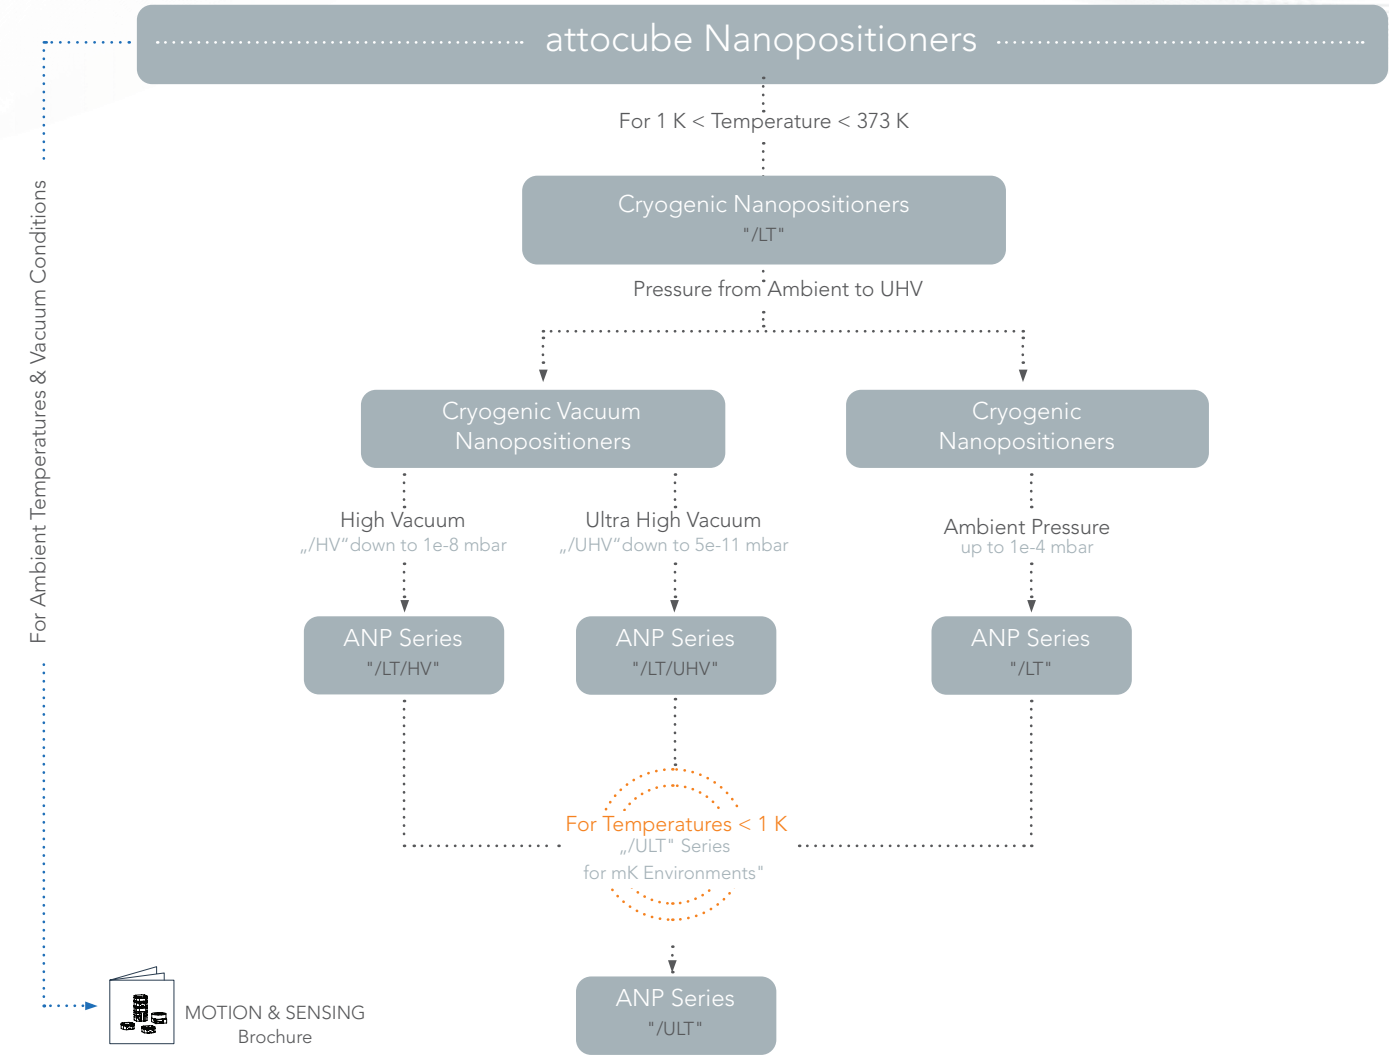 attocube Nanopositioners
For 1 K < Temperature < 373 K
Cryogenic Nanopositioners
"/LT"
Pressure from Ambient to UHV
For Ambient Temperatures & Vacuum Conditions
Cryogenic Vacuum
Nanopositioners
Cryogenic
Nanopositioners
High Vacuum
„/HV“down to 1e-8 mbar
Ultra High Vacuum
„/UHV“down to 5e-11 mbar
Ambient Pressure
up to 1e-4 mbar
ANP Series
"/LT/HV"
ANP Series
"/LT/UHV"
ANP Series
"/LT"
For Temperatures < 1 K
„/ULT" Series
for mK Environments"
ANP Series
"/ULT"
MOTION & SENSING
Brochure